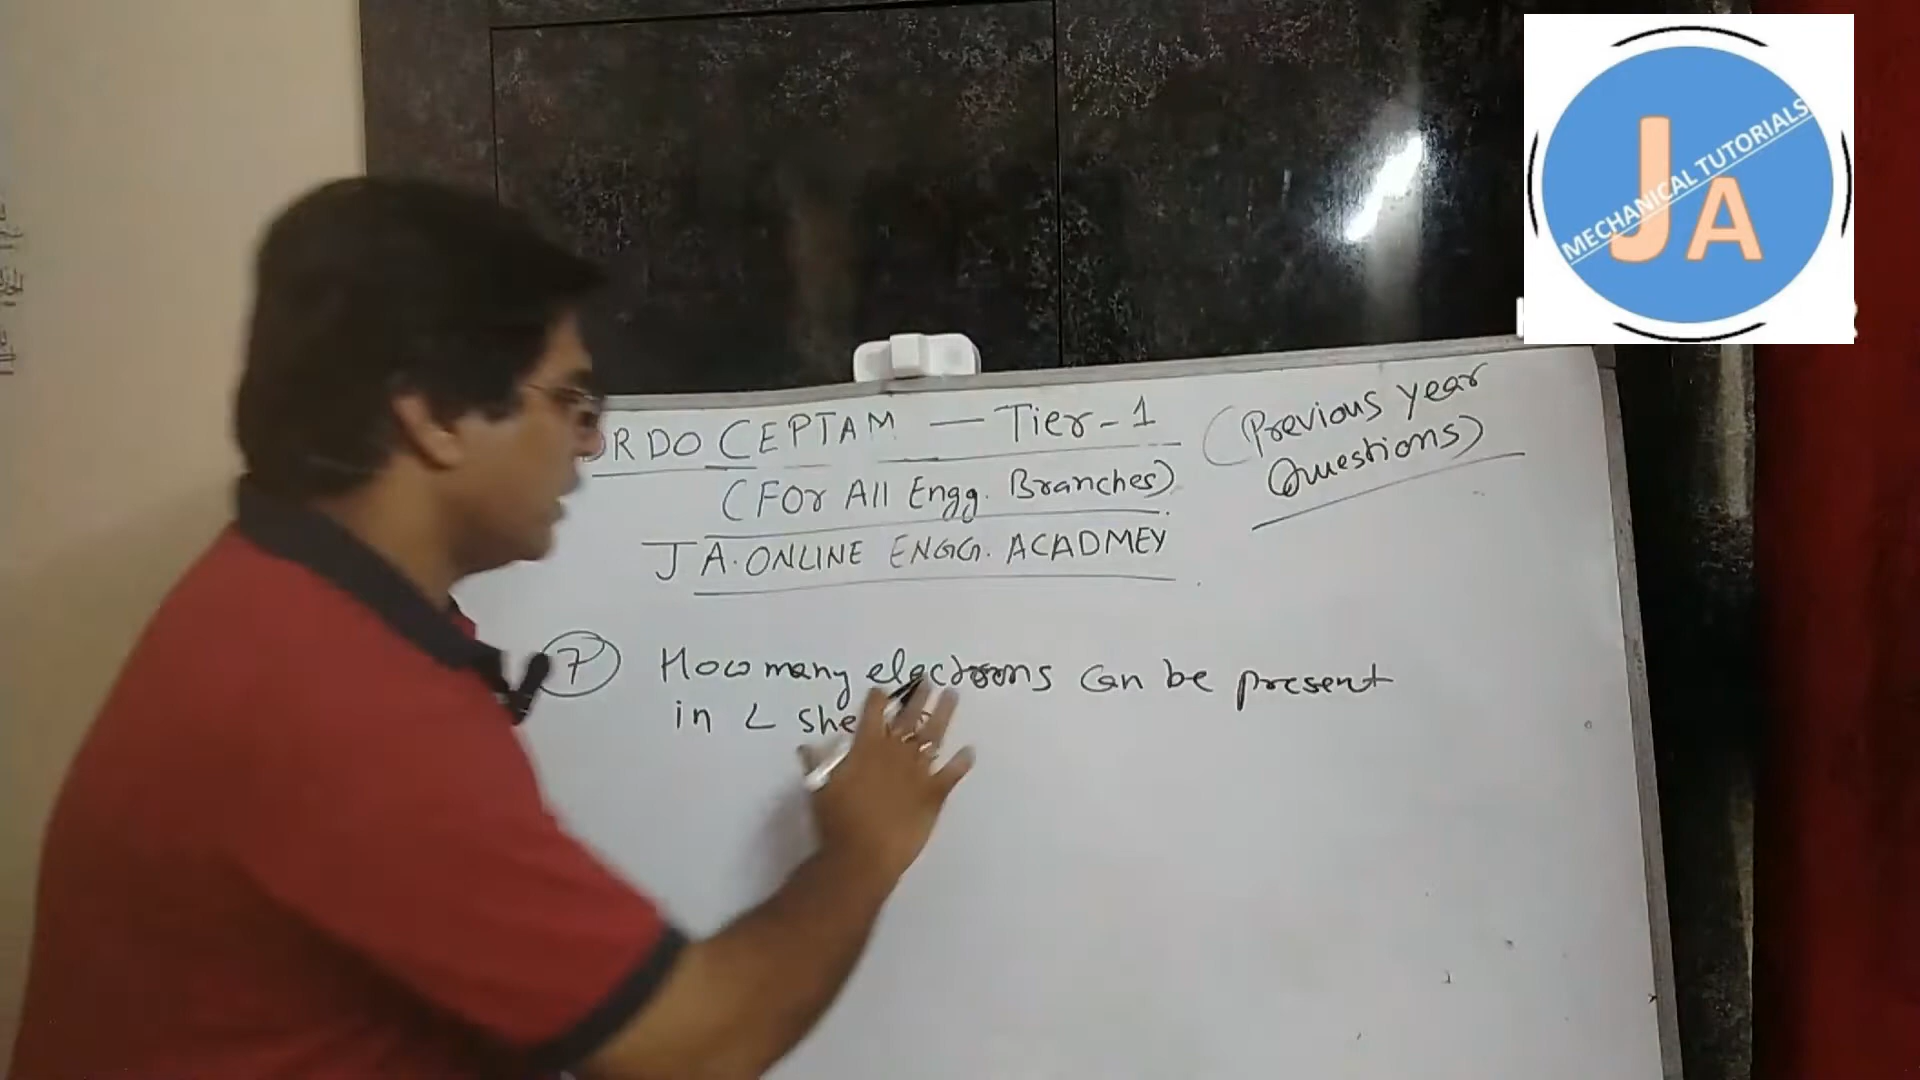 MECHANICAL TUTORIALS
JA
DRDO CEPTAM — Tier-1 (Previous year Questions)
(FOr All Engg. Branches)
JA. ONLINE ENGG. ACADMEY
7 How many electrons can be present
in L she